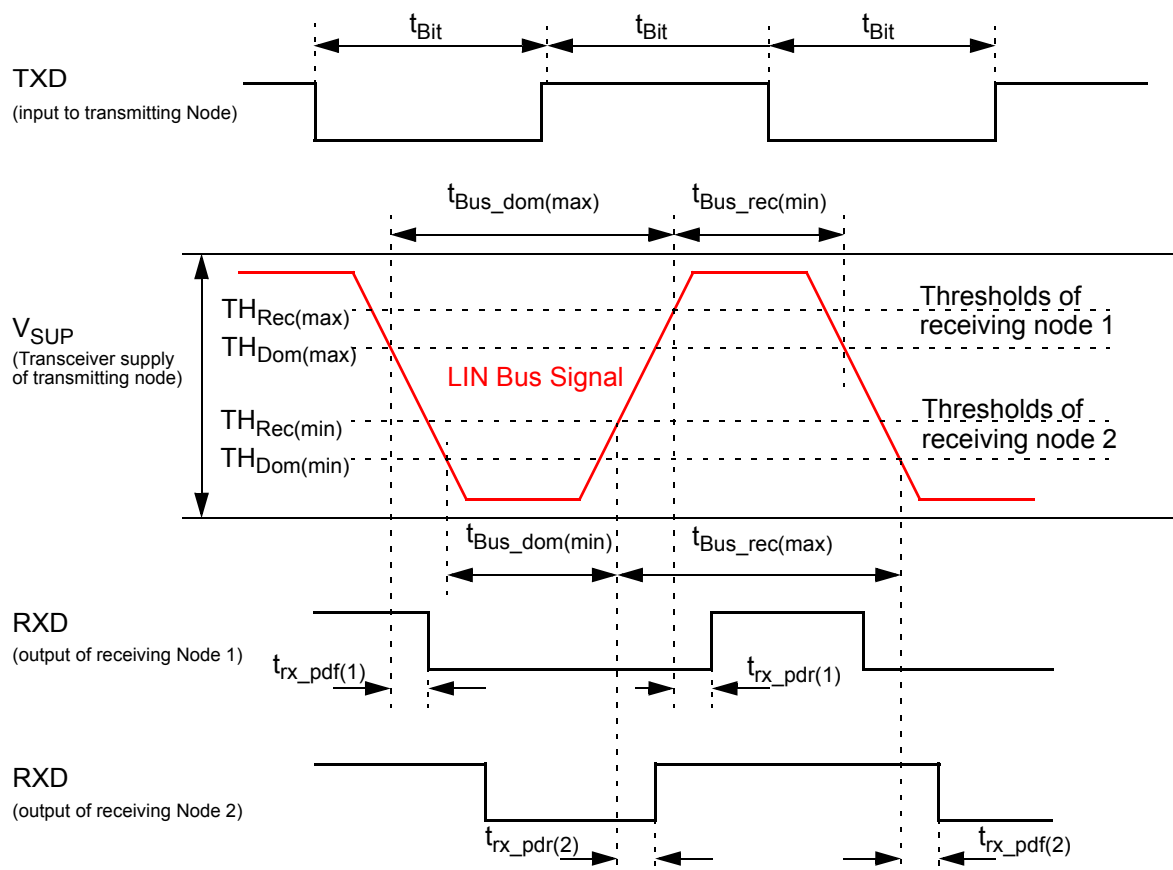 tBit tBit tBit
TXD
(input to transmitting Node)
tBus_dom(max) tBus_rec(min)
THRec(max)
THDom(max)
Thresholds of
receiving node 1
VSUP
(Transceiver supply
of transmitting node)
LIN Bus Signal
THRec(min)
THDom(min)
Thresholds of
receiving node 2
tBus_dom(min) tBus_rec(max)
RXD
(output of receiving Node 1)
trx_pdf(1) trx_pdr(1)
RXD
(output of receiving Node 2)
trx_pdr(2) trx_pdf(2)